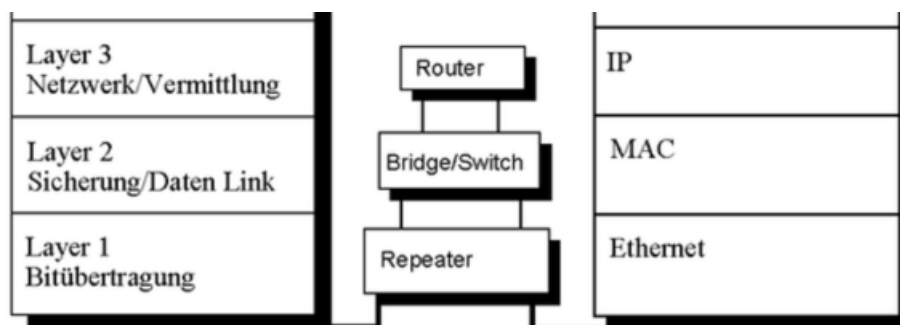 Layer 3
Netzwerk/Vermittlung
Router
IP
Layer 2
Sicherung/Daten Link
Bridge/Switch
MAC
Layer 1
Bitübertragung
Repeater
Ethernet